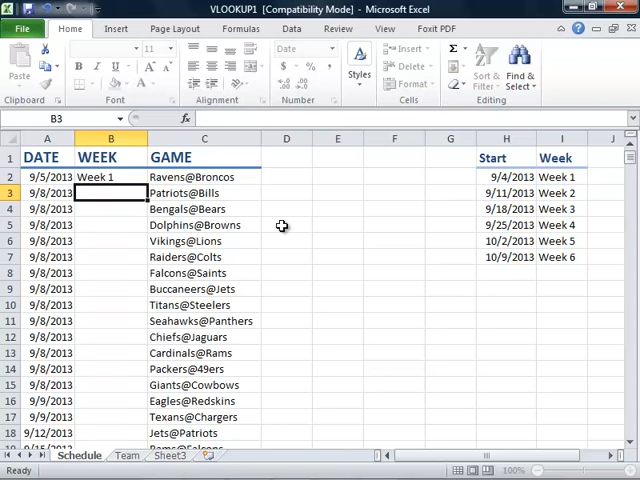 VLOOKUP1 [Compatibility Mode] - Microsoft Excel
File Home Insert Page Layout Formulas Data Review View Foxit PDF
Paste
Clipboard
11
B I U
Font
Alignment
Date
$ % ,
Number
Styles
Insert
Delete
Format
Cells
Sort & Filter
Find & Select
Editing
B3 fx
A B C D E F G H I J
1 DATE WEEK GAME Start Week
2 9/5/2013 Week 1 Ravens@Broncos 9/4/2013 Week 1
3 9/8/2013 Patriots@Bills 9/11/2013 Week 2
4 9/8/2013 Bengals@Bears 9/18/2013 Week 3
5 9/8/2013 Dolphins@Browns 9/25/2013 Week 4
6 9/8/2013 Vikings@Lions 10/2/2013 Week 5
7 9/8/2013 Raiders@Colts 10/9/2013 Week 6
8 9/8/2013 Falcons@Saints
9 9/8/2013 Buccaneers@Jets
10 9/8/2013 Titans@Steelers
11 9/8/2013 Seahawks@Panthers
12 9/8/2013 Chiefs@Jaguars
13 9/8/2013 Cardinals@Rams
14 9/8/2013 Packers@49ers
15 9/8/2013 Giants@Cowbows
16 9/9/2013 Eagles@Redskins
17 9/9/2013 Texans@Chargers
18 9/12/2013 Jets@Patriots
19 9/15/2013 Rams@Falcons
Schedule Team Sheet3
Ready 100%